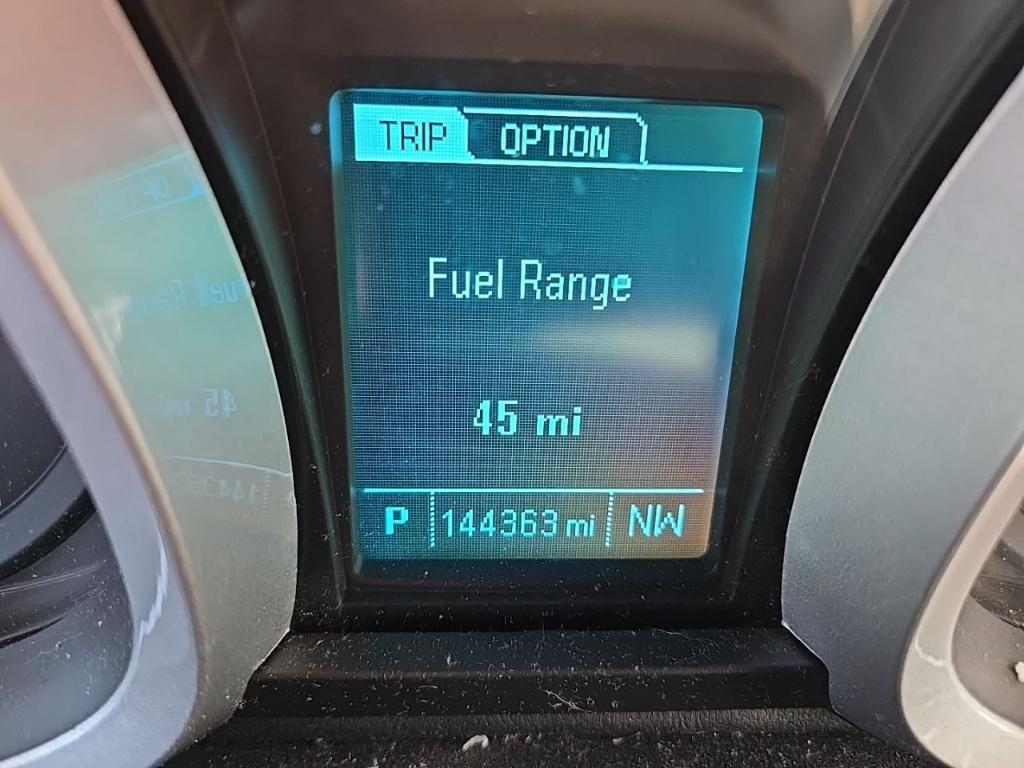 TRIP OPTION
Fuel Range
45 mi
P 144363 mi NW